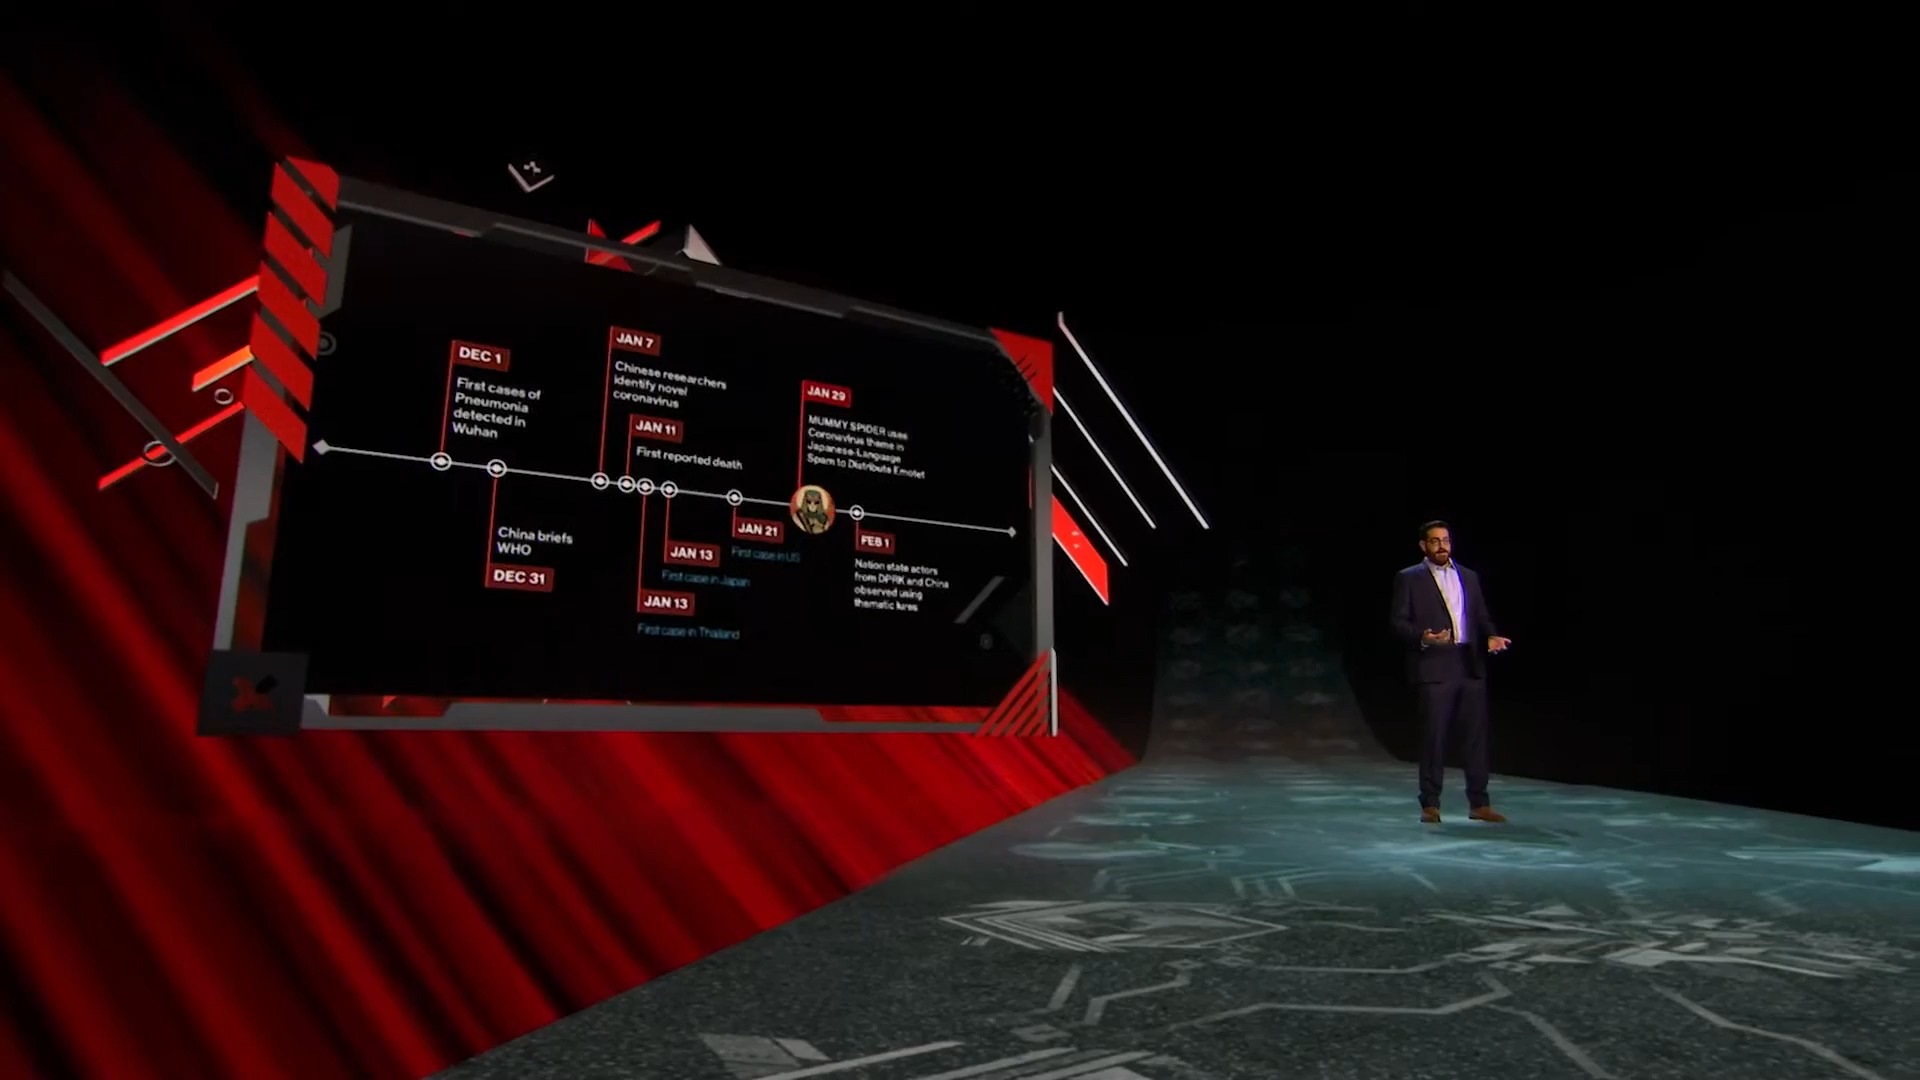 DEC 1
First cases of
Pneumonia
detected in
Wuhan
China briefs
WHO
DEC 31
JAN 7
Chinese researchers
identify novel
coronavirus
JAN 11
First reported death
JAN 13
First case in Thailand
JAN 13
First case in Japan
JAN 21
First case in US
JAN 29
MUMMY SPIDER uses
Coronavirus theme in
Japanese-Language
Spam to Distribute Emotet
FEB 1
Nation state actors
from DPRK and China
observed using
thematic lures